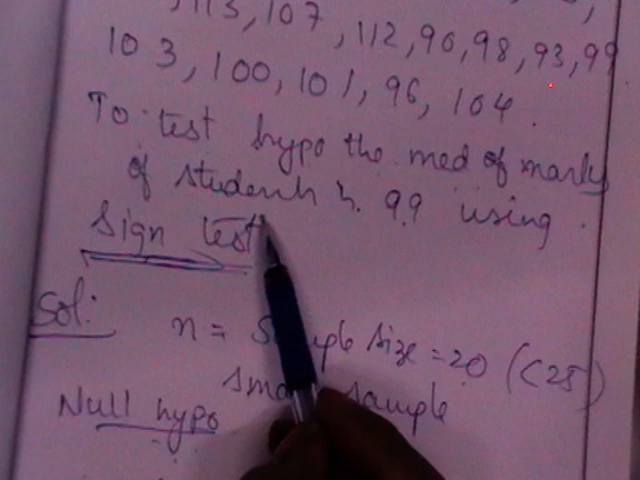 , 113, 107, 112, 90, 98, 93, 99
103, 100, 101, 96, 104.
To test hypo the med of marks
of students is 99 using
Sign test
Sol: n = Sample size = 20 (<25)
small sample
Null hypo